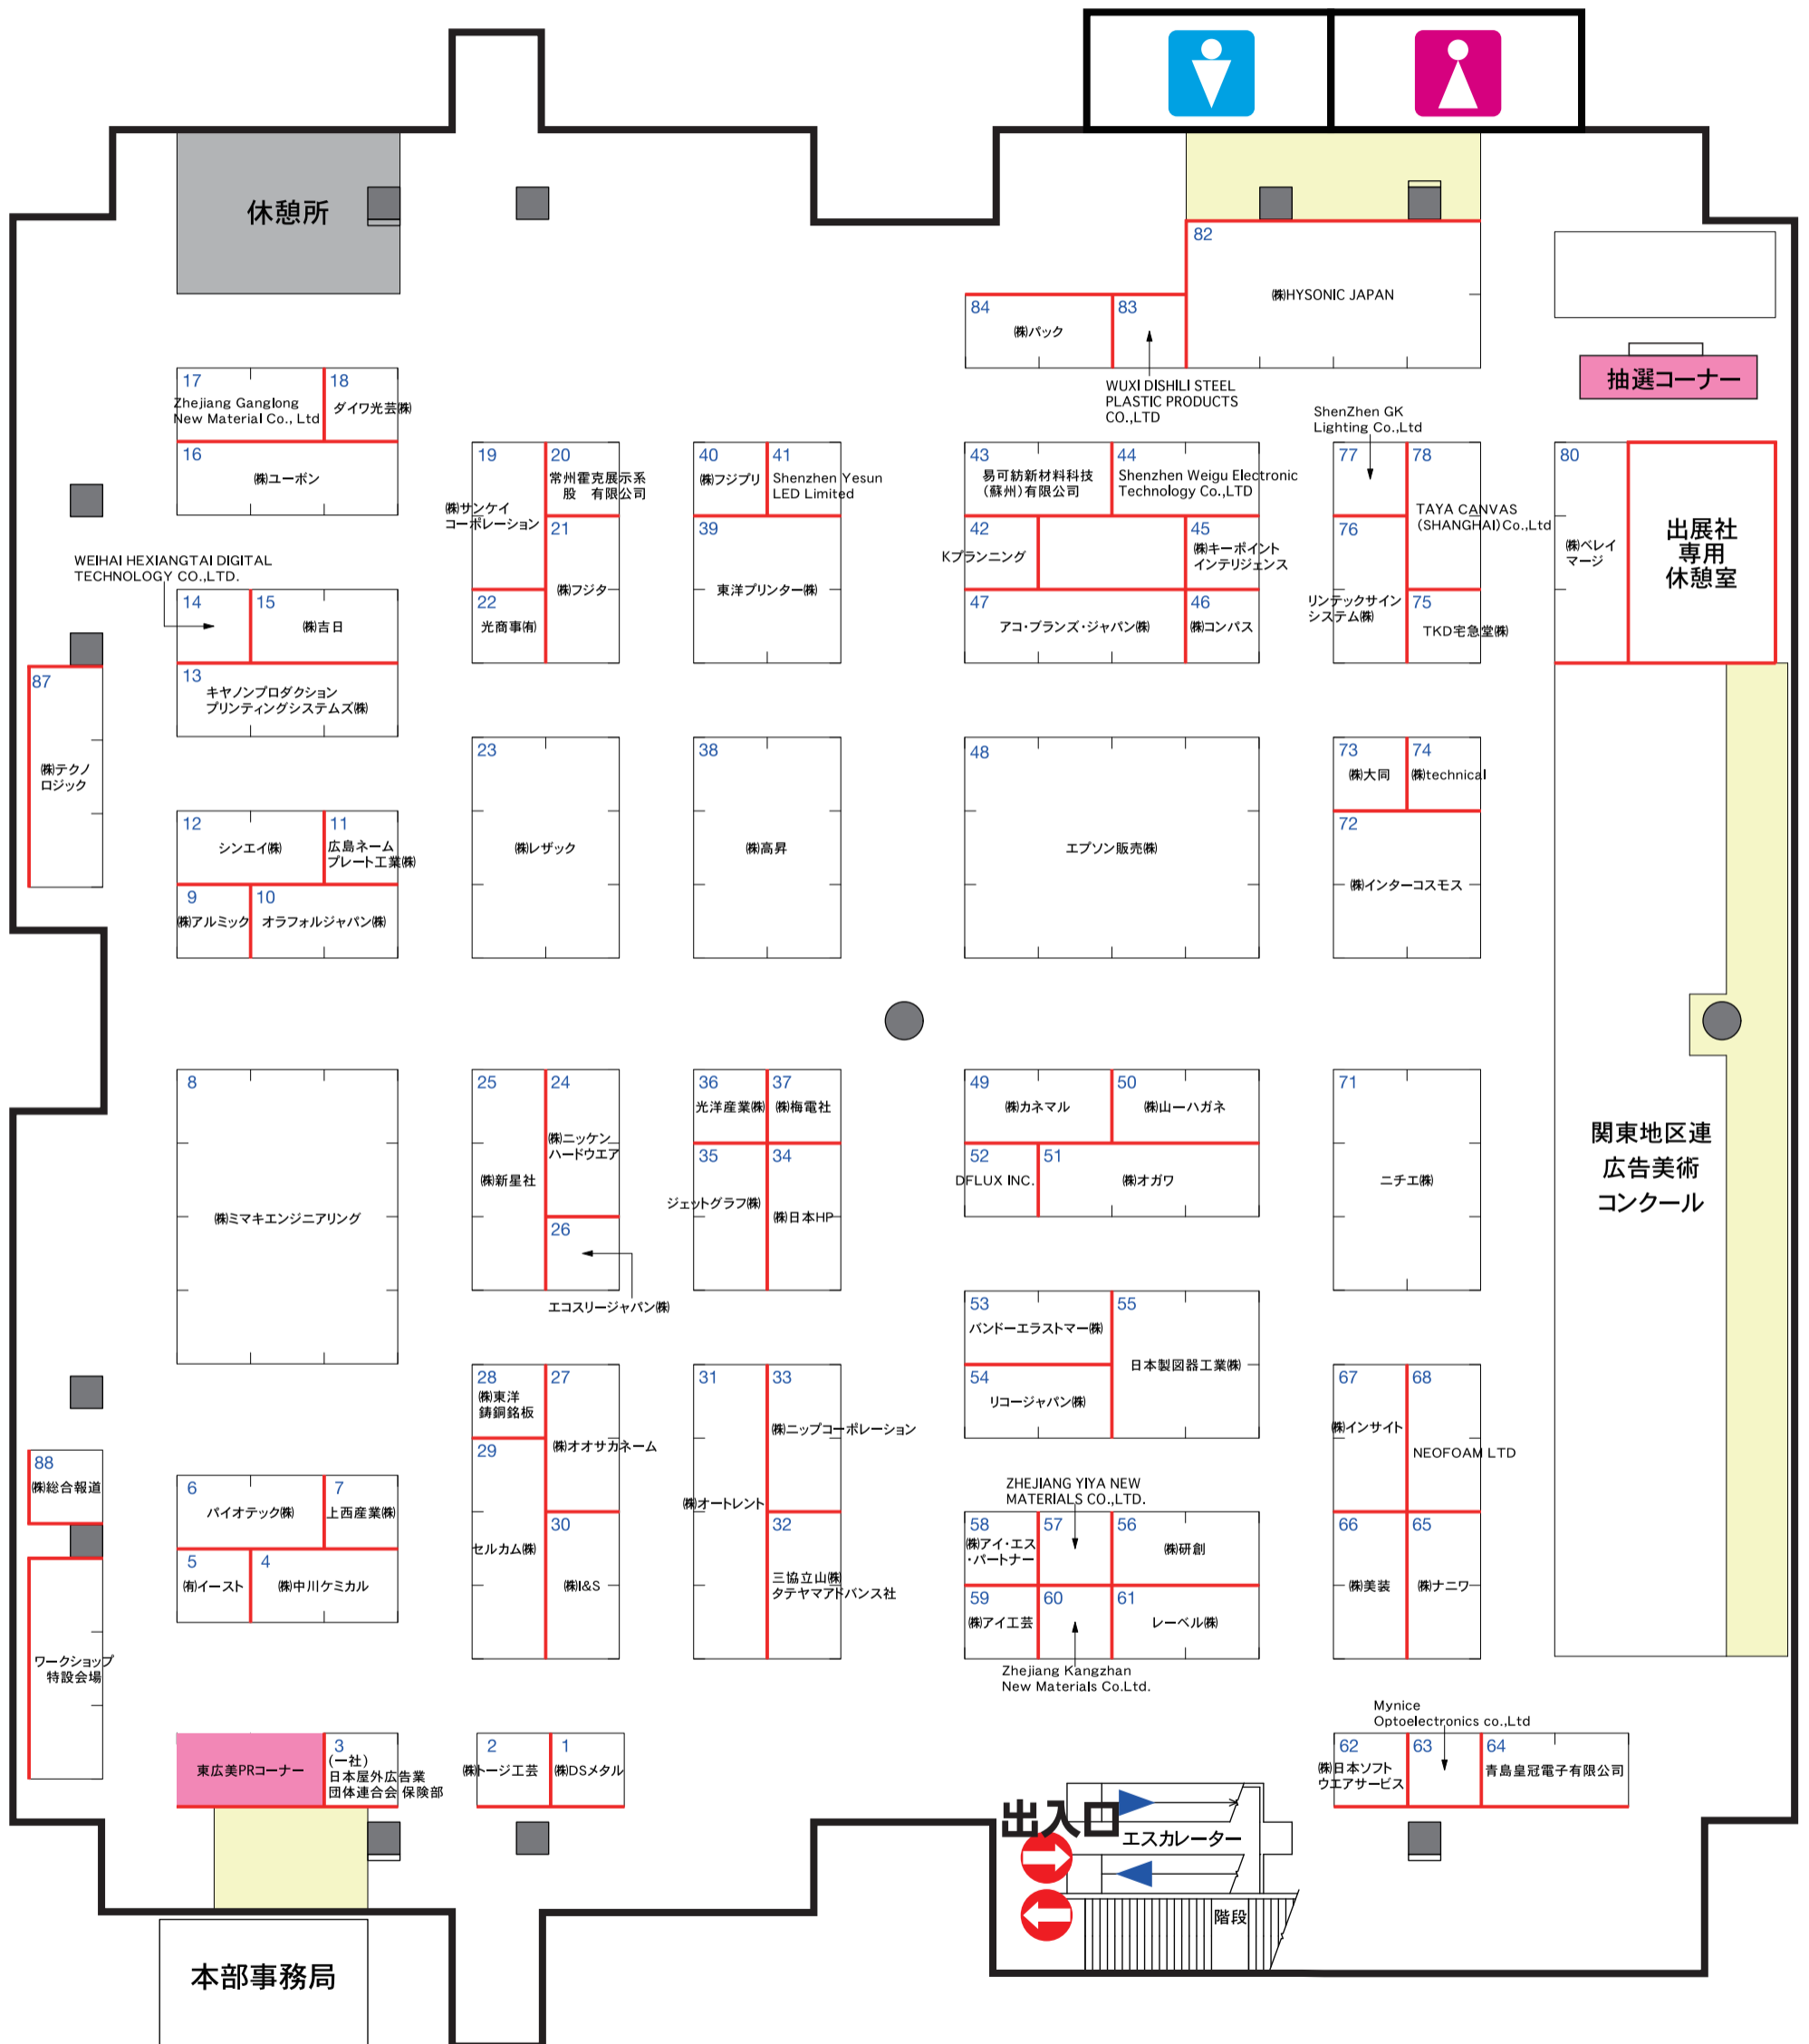 休憩所
82
㈱HYSONIC JAPAN
84
㈱パック
83
WUXI DISHILI STEEL
PLASTIC PRODUCTS
CO.,LTD
抽選コーナー
17
Zhejiang Ganglong
New Material Co., Ltd
18
ダイワ光芸㈱
16
㈱ユーボン
19
㈱サンケイ
コーポレーション
20
常州霍克展示系
股　有限公司
21
㈱フジタ
22
光商事㈲
40
㈱フジプリ
41
Shenzhen Yesun
LED Limited
39
東洋プリンター㈱
43
易可紡新材料科技
（蘇州）有限公司
44
Shenzhen Weigu Electronic
Technology Co.,LTD
42
Kプランニング
45
㈱キーポイント
インテリジェンス
47
アコ・ブランズ・ジャパン㈱
46
㈱コンパス
ShenZhen GK
Lighting Co.,Ltd
77
78
TAYA CANVAS
（SHANGHAI）Co.,Ltd
76
リンテックサイン
システム㈱
75
TKD宅急堂㈱
80
㈱ベレイ
マージ
出展社
専用
休憩室
WEIHAI HEXIANGTAI DIGITAL
TECHNOLOGY CO.,LTD.
14
15
㈱吉日
13
キヤノンプロダクション
プリンティングシステムズ㈱
87
㈱テクノ
ロジック
12
シンエイ㈱
11
広島ネーム
プレート工業㈱
9
㈱アルミック
10
オラフォルジャパン㈱
23
㈱レザック
38
㈱高昇
48
エプソン販売㈱
73
㈱大同
74
㈱technical
72
㈱インターコスモス
8
㈱ミマキエンジニアリング
25
㈱新星社
24
㈱ニッケン
ハードウエア
26
エコスリージャパン㈱
36
光洋産業㈱
37
㈱梅電社
35
ジェットグラフ㈱
34
㈱日本HP
49
㈱カネマル
50
㈱山一ハガネ
52
DFLUX INC.
51
㈱オガワ
71
ニチエ㈱
関東地区連
広告美術
コンクール
53
バンドーエラストマー㈱
55
日本製図器工業㈱
54
リコージャパン㈱
28
㈱東洋
鋳銅銘板
27
㈱オオサカネーム
29
セルカム㈱
30
㈱I&S
31
㈱オートレント
33
㈱ニップコーポレーション
32
三協立山㈱
タテヤマアドバンス社
67
㈱インサイト
68
NEOFOAM LTD
66
㈱美装
65
㈱ナニワ
ZHEJIANG YIYA NEW
MATERIALS CO.,LTD.
58
㈱アイ・エス
・パートナー
57
56
㈱研創
59
㈱アイ工芸
60
61
レーベル㈱
Zhejiang Kangzhan
New Materials Co.Ltd.
88
㈱総合報道
6
バイオテック㈱
7
上西産業㈱
5
㈲イースト
4
㈱中川ケミカル
ワークショップ
特設会場
東広美PRコーナー
3
（一社）
日本屋外広告業
団体連合会 保険部
2
㈱トージ工芸
1
㈱DSメタル
Mynice
Optoelectronics co.,Ltd
62
㈱日本ソフト
ウエアサービス
63
64
青島皇冠電子有限公司
出入口
エスカレーター
階段
本部事務局